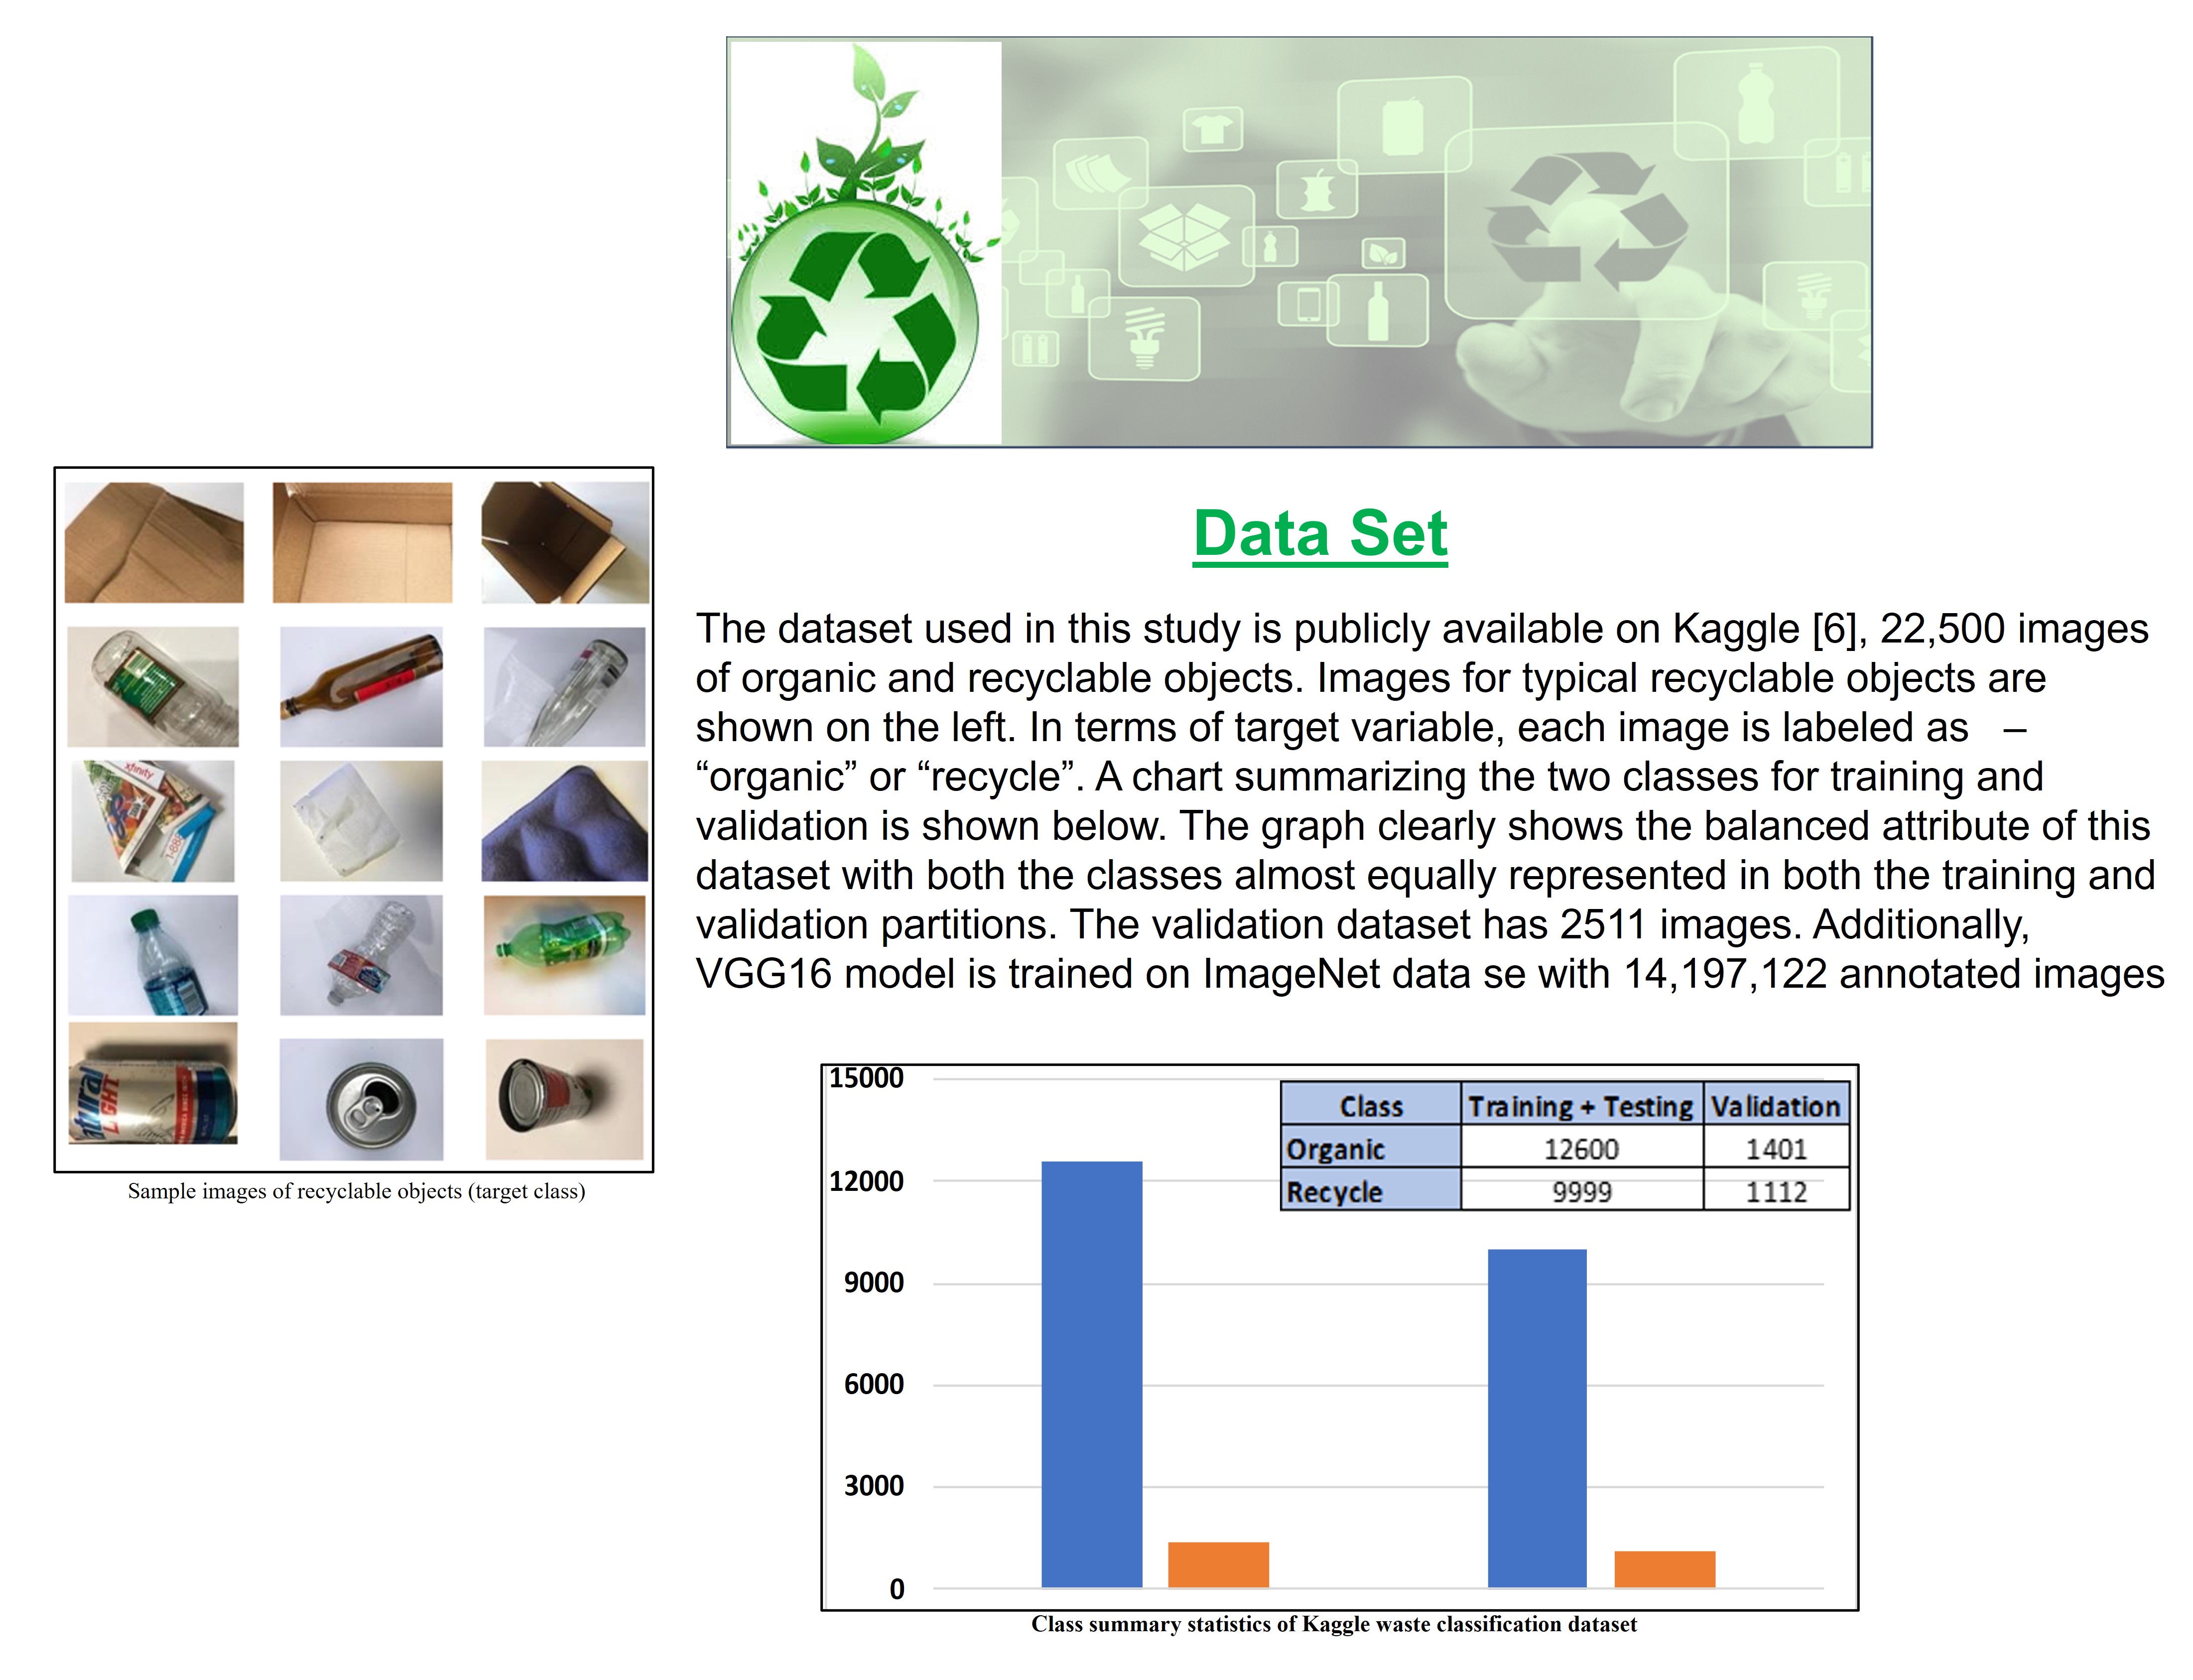 Data Set
The dataset used in this study is publicly available on Kaggle [6], 22,500 images
of organic and recyclable objects. Images for typical recyclable objects are
shown on the left. In terms of target variable, each image is labeled as –
“organic” or “recycle”. A chart summarizing the two classes for training and
validation is shown below. The graph clearly shows the balanced attribute of this
dataset with both the classes almost equally represented in both the training and
validation partitions. The validation dataset has 2511 images. Additionally,
VGG16 model is trained on ImageNet data se with 14,197,122 annotated images
xfinity
1-88
atural
LIGHT
Sample images of recyclable objects (target class)
15000
12000
9000
6000
3000
0
Class Training + Testing Validation
Organic 12600 1401
Recycle 9999 1112
Class summary statistics of Kaggle waste classification dataset